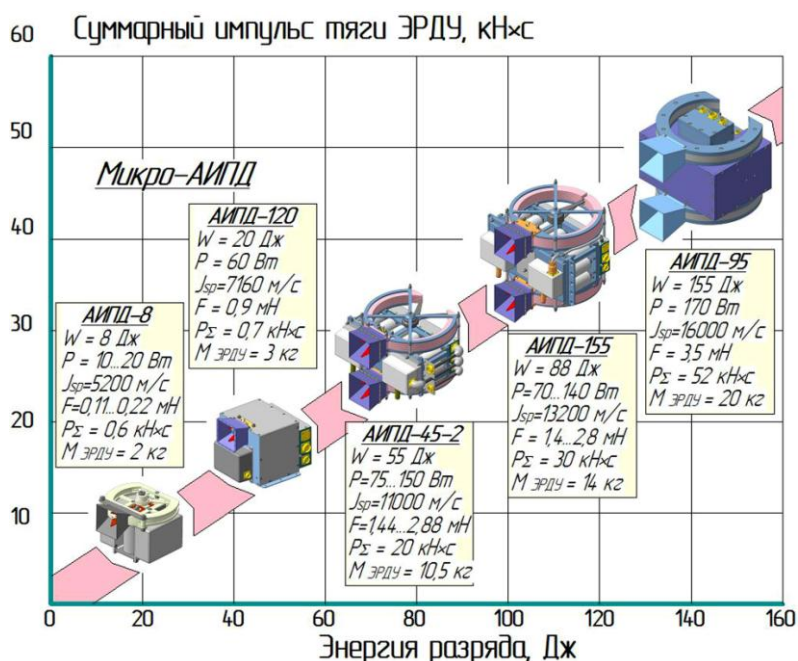 Суммарный импульс тяги ЭРДУ, кН×с
60
50
40
30
20
10
Микро-АИПД
АИПД-8
W = 8 Дж
P = 10...20 Вт
Jsp=5200 м/с
F=0,11...0,22 мН
PΣ = 0,6 кН×с
М ЭРДУ = 2 кг
АИПД-120
W = 20 Дж
P = 60 Вт
Jsp=7160 м/с
F = 0,9 мН
PΣ = 0,7 кН×с
М ЭРДУ = 3 кг
АИПД-45-2
W = 55 Дж
P=75...150 Вт
Jsp=11000 м/с
F=1,44...2,88 мН
PΣ = 20 кН×с
М ЭРДУ = 10,5 кг
АИПД-155
W = 88 Дж
P=70...140 Вт
Jsp=13200 м/с
F = 1,4...2,8 мН
PΣ = 30 кН×с
М ЭРДУ = 14 кг
АИПД-95
W = 155 Дж
P = 170 Вт
Jsp=16000 м/с
F = 3,5 мН
PΣ = 52 кН×с
М ЭРДУ = 20 кг
0 20 40 60 80 100 120 140 160
Энергия разряда, Дж